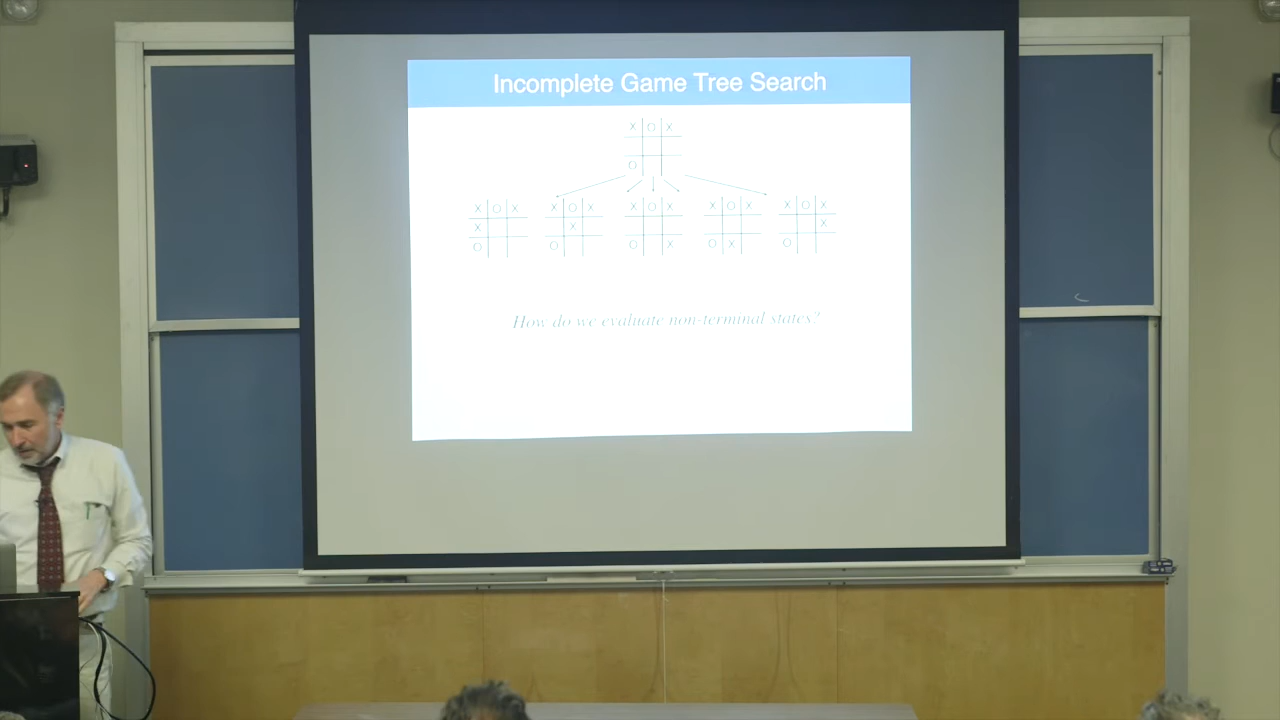 Incomplete Game Tree Search
X O X
O
X O X X O X X O X X O X X O X
X X X
O O O X O X O
How do we evaluate non-terminal states?